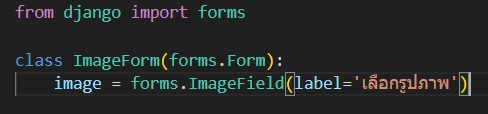 from django import forms
class ImageForm(forms.Form):
    image = forms.ImageField(label='เลือกรูปภาพ')